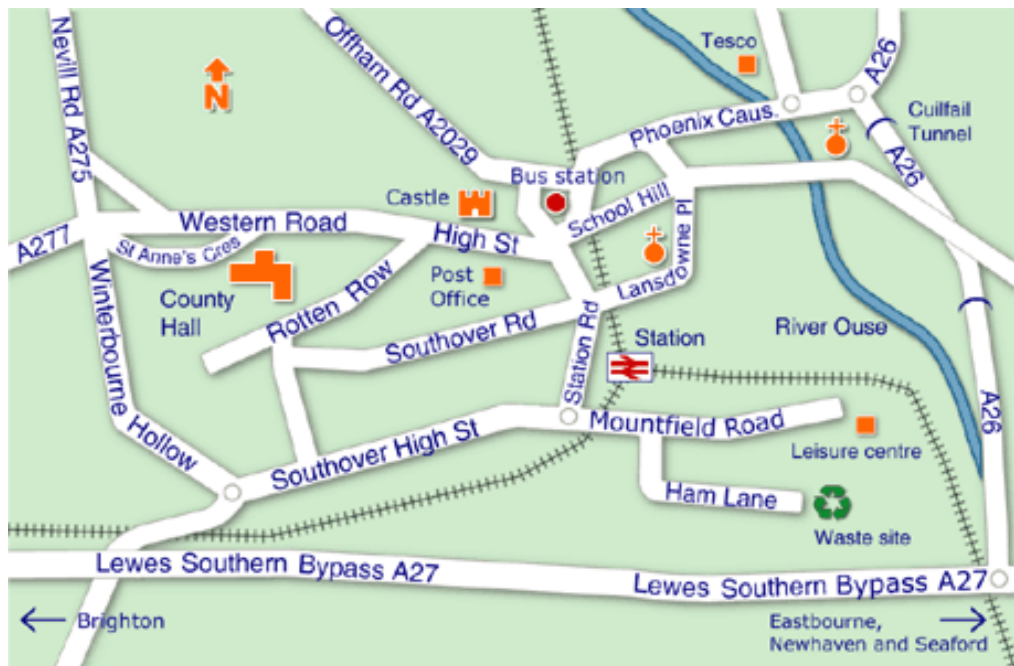 Nevill Rd A275
Offham Rd A2029
Tesco
A26
N
Phoenix Caus.
Cuilfail
Tunnel
A26
Bus station
Castle
School Hill
Western Road
High St
A277
St Anne's Cres
Lansdowne Pl
County
Hall
Post
Office
Rotten Row
Winterbourne Hollow
Southover Rd
Station Rd
Station
River Ouse
A26
Mountfield Road
Southover High St
Leisure centre
Ham Lane
Waste site
Lewes Southern Bypass A27
Lewes Southern Bypass A27
Brighton
Eastbourne,
Newhaven and Seaford